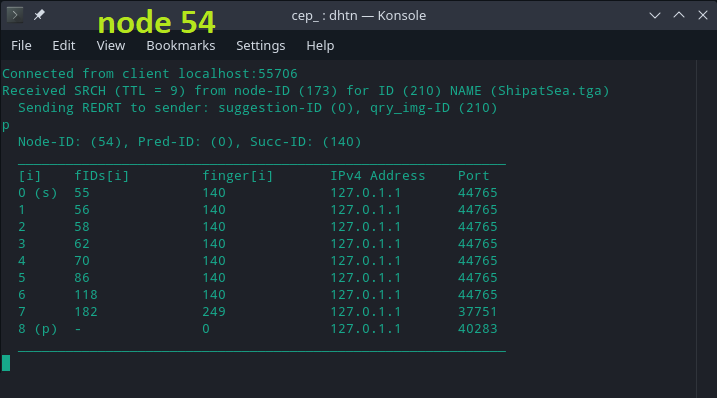 node 54
cep_ : dhtn — Konsole
File Edit View Bookmarks Settings Help
Connected from client localhost:55706
Received SRCH (TTL = 9) from node-ID (173) for ID (210) NAME (ShipatSea.tga)
Sending REDRT to sender: suggestion-ID (0), qry_img-ID (210)
p
Node-ID: (54), Pred-ID: (0), Succ-ID: (140)
[i] fIDs[i] finger[i] IPv4 Address Port
0 (s) 55 140 127.0.1.1 44765
1 56 140 127.0.1.1 44765
2 58 140 127.0.1.1 44765
3 62 140 127.0.1.1 44765
4 70 140 127.0.1.1 44765
5 86 140 127.0.1.1 44765
6 118 140 127.0.1.1 44765
7 182 249 127.0.1.1 37751
8 (p) - 0 127.0.1.1 40283